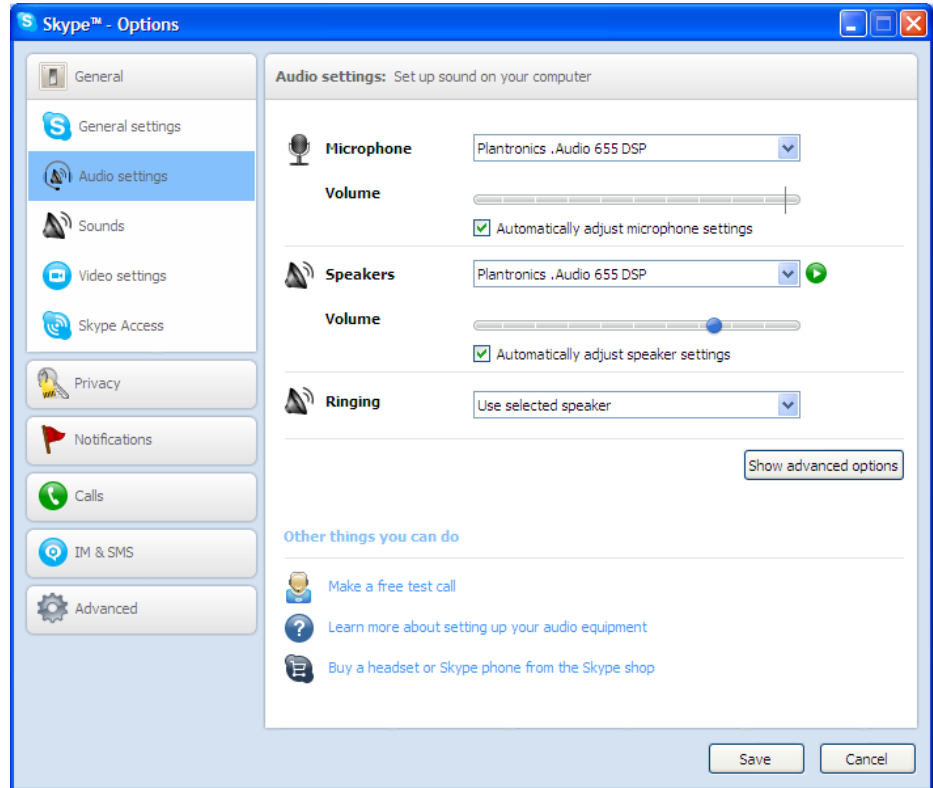 Skype™ - Options
General
General settings
Audio settings
Sounds
Video settings
Skype Access
Privacy
Notifications
Calls
IM & SMS
Advanced
Audio settings: Set up sound on your computer
Microphone Plantronics .Audio 655 DSP
Volume
Automatically adjust microphone settings
Speakers Plantronics .Audio 655 DSP
Volume
Automatically adjust speaker settings
Ringing Use selected speaker
Show advanced options
Other things you can do
Make a free test call
Learn more about setting up your audio equipment
Buy a headset or Skype phone from the Skype shop
Save Cancel